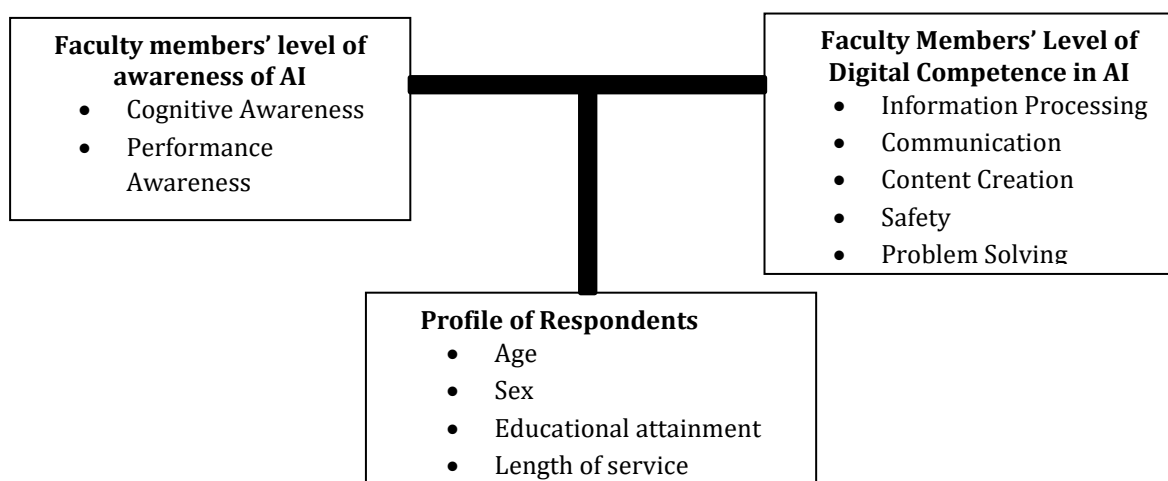 Faculty members’ level of
awareness of AI
• Cognitive Awareness
• Performance
Awareness
Faculty Members’ Level of
Digital Competence in AI
• Information Processing
• Communication
• Content Creation
• Safety
• Problem Solving
Profile of Respondents
• Age
• Sex
• Educational attainment
• Length of service